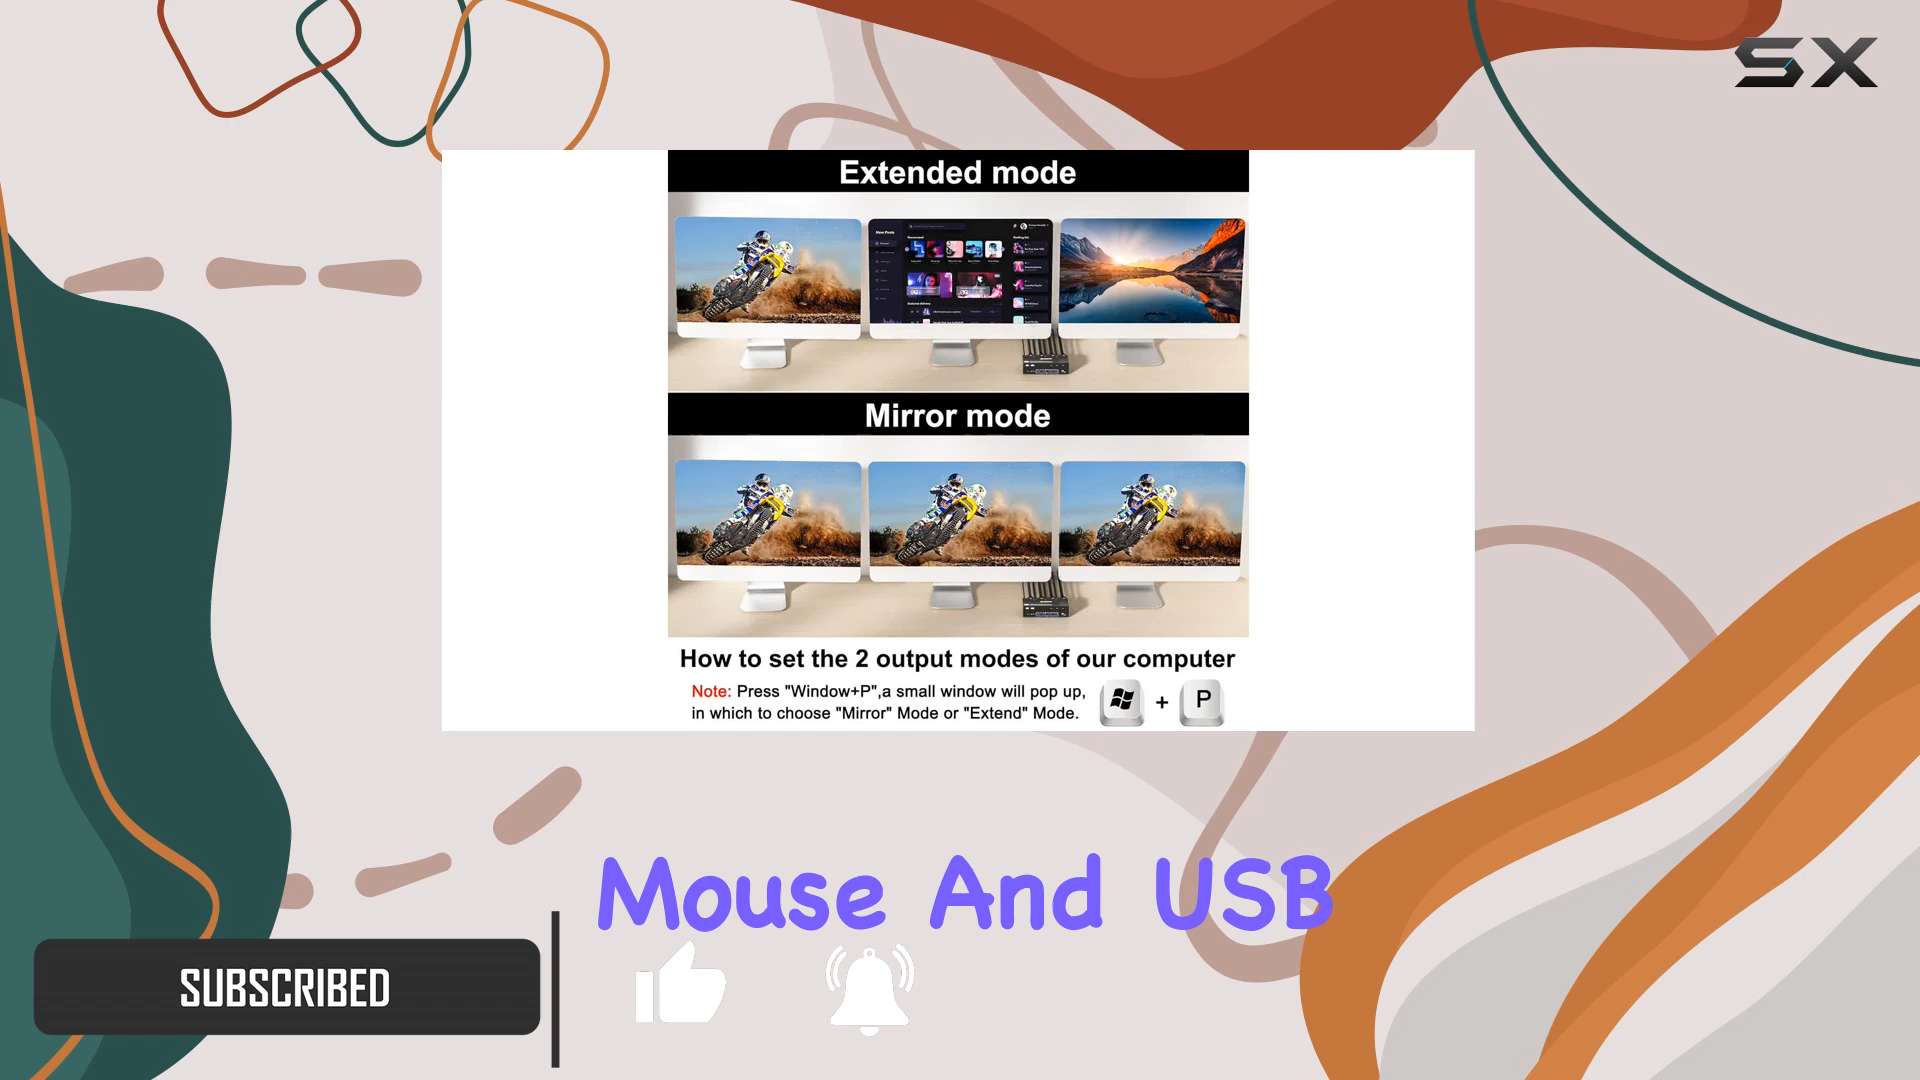 SX
Extended mode
Mirror mode
How to set the 2 output modes of our computer
Note: Press "Window+P",a small window will pop up,
in which to choose "Mirror" Mode or "Extend" Mode.
+ P
Mouse And USB
SUBSCRIBED